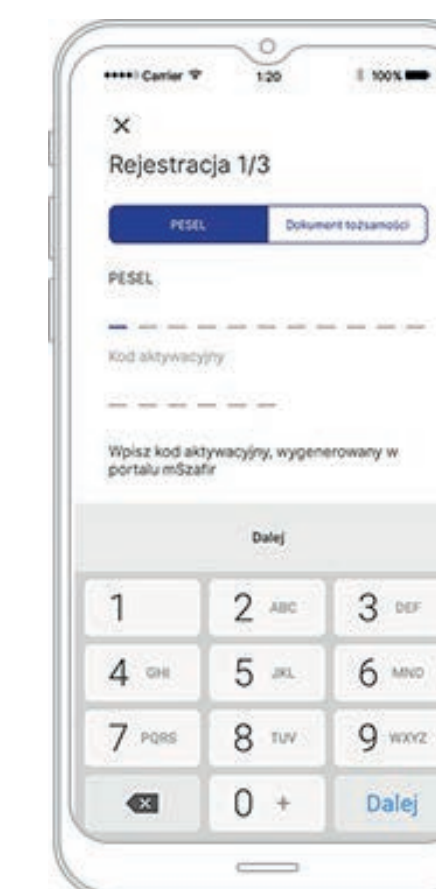 Carrier 1:20 100%
Rejestracja 1/3
PESEL Dokument tożsamości
PESEL
Kod aktywacyjny
Wpisz kod aktywacyjny, wygenerowany w
portalu mSzafir
Dalej
1 2 ABC 3 DEF
4 GHI 5 JKL 6 MNO
7 PQRS 8 TUV 9 WXYZ
0 + Dalej